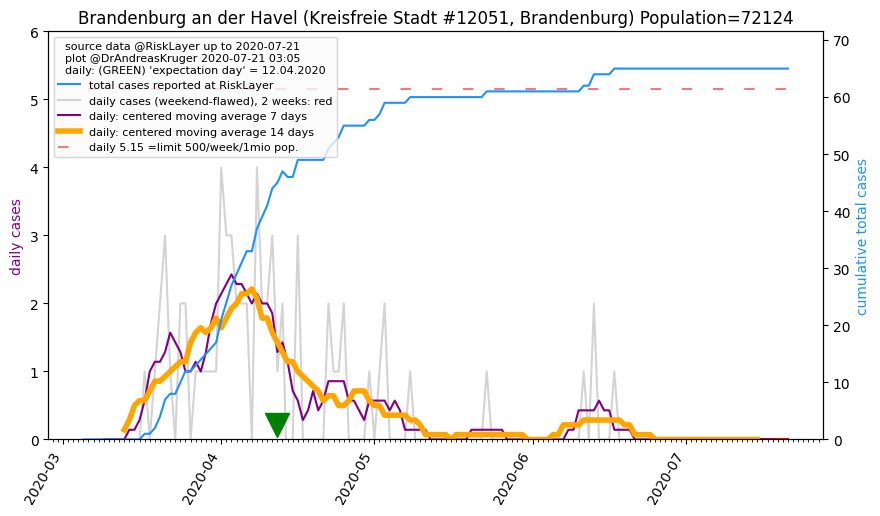 Brandenburg an der Havel (Kreisfreie Stadt #12051, Brandenburg) Population=72124
source data @RiskLayer up to 2020-07-21
plot @DrAndreasKruger 2020-07-21 03:05
daily: (GREEN) 'expectation day' = 12.04.2020
total cases reported at RiskLayer
daily cases (weekend-flawed), 2 weeks: red
daily: centered moving average 7 days
daily: centered moving average 14 days
daily 5.15 =limit 500/week/1mio pop.
daily cases
6
5
4
3
2
1
0
cumulative total cases
70
60
50
40
30
20
10
0
2020-03
2020-04
2020-05
2020-06
2020-07